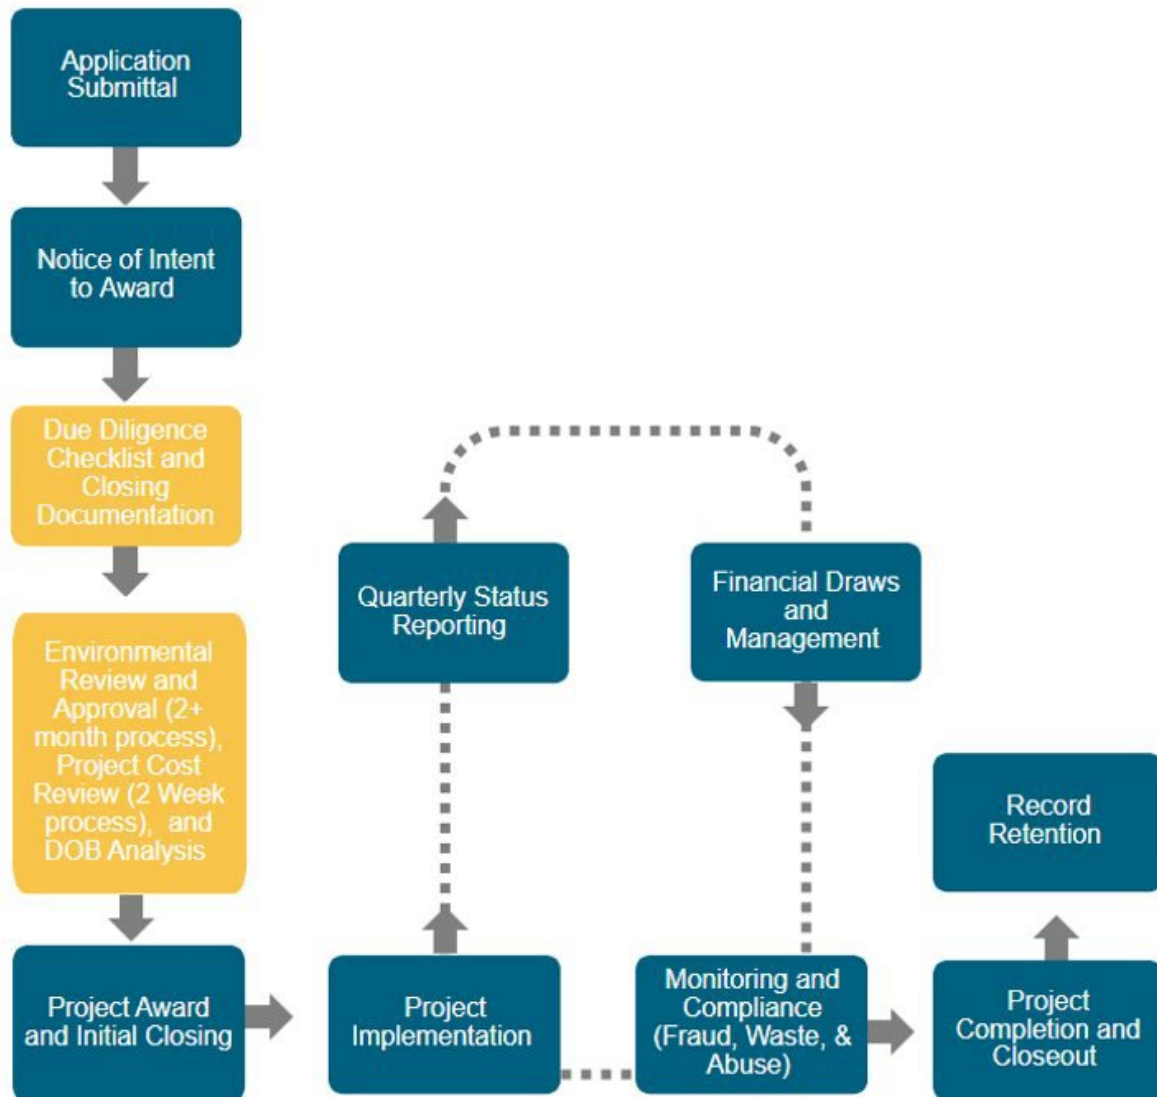 Application
Submittal
Notice of Intent
to Award
Due Diligence
Checklist and
Closing
Documentation
Environmental
Review and
Approval (2+
month process),
Project Cost
Review (2 Week
process),  and
DOB Analysis
Project Award
and Initial Closing
Project
Implementation
Quarterly Status
Reporting
Financial Draws
and
Management
Monitoring and
Compliance
(Fraud, Waste, &
Abuse)
Project
Completion and
Closeout
Record
Retention